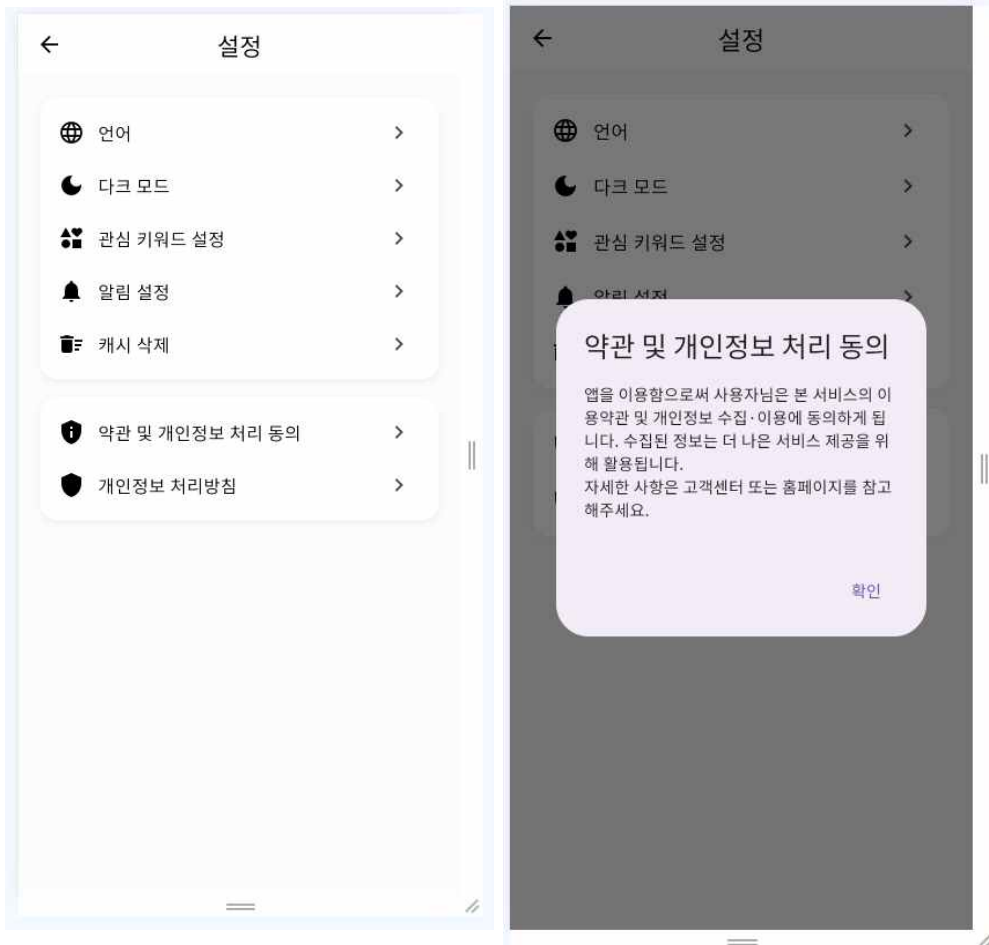 설정
언어
다크 모드
관심 키워드 설정
알림 설정
캐시 삭제
약관 및 개인정보 처리 동의
개인정보 처리방침
설정
언어
다크 모드
관심 키워드 설정
알림 설정
약관 및 개인정보 처리 동의
앱을 이용함으로써 사용자님은 본 서비스의 이
용약관 및 개인정보 수집·이용에 동의하게 됩
니다. 수집된 정보는 더 나은 서비스 제공을 위
해 활용됩니다.
자세한 사항은 고객센터 또는 홈페이지를 참고
해주세요.
확인